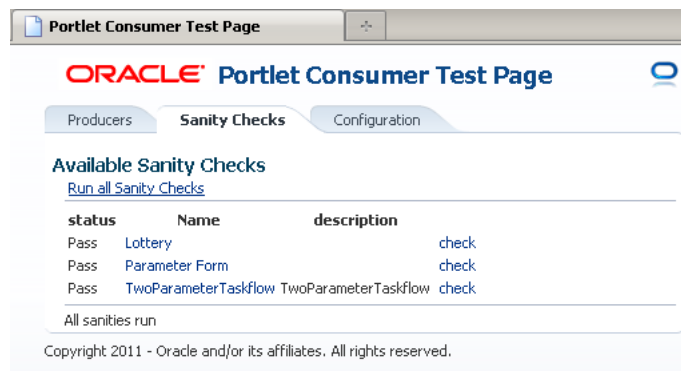 Portlet Consumer Test Page
ORACLE Portlet Consumer Test Page
Producers Sanity Checks Configuration
Available Sanity Checks
Run all Sanity Checks
status Name description
Pass Lottery check
Pass Parameter Form check
Pass TwoParameterTaskflow TwoParameterTaskflow check
All sanities run
Copyright 2011 - Oracle and/or its affiliates. All rights reserved.